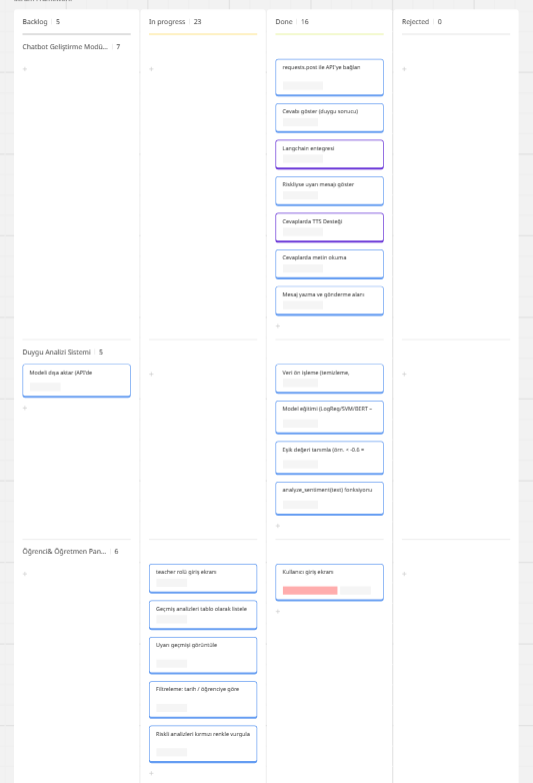 Backlog 5
In progress 23
Done 16
Rejected 0
Chatbot Geliştirme Modü... 7
requests.post ile API'ye bağlan
Cevabı göster (duygu sonucu)
Langchain entegresi
Riskliyse uyarı mesajı göster
Cevaplarda TTS Desteği
Cevaplarda metin okuma
Mesaj yazma ve gönderme alanı
Duygu Analizi Sistemi 5
Modeli dışa aktar (API'de
Veri ön işleme (temizleme,
Model eğitimi (LogReg/SVM/BERT –
Eşik değeri tanımla (örn. < -0.6 =
analyze_sentiment(text) fonksiyonu
Öğrenci& Öğretmen Pan... 6
teacher rolü giriş ekranı
Geçmiş analizleri tablo olarak listele
Uyarı geçmişi görüntüle
Filtreleme: tarih / öğrenciye göre
Riskli analizleri kırmızı renkle vurgula
Kullanıcı giriş ekranı